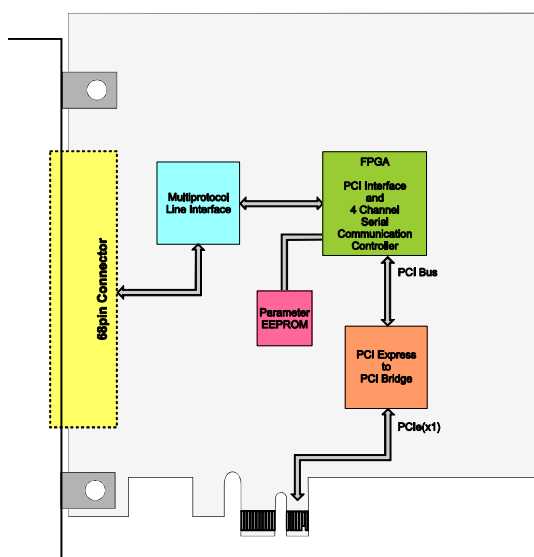 FPGA
PCI Interface
and
4 Channel
Serial
Communication
Controller
Multiprotocol
Line Interface
68pin Connector
PCI Bus
Parameter
EEPROM
PCI Express
to
PCI Bridge
PCIe(x1)